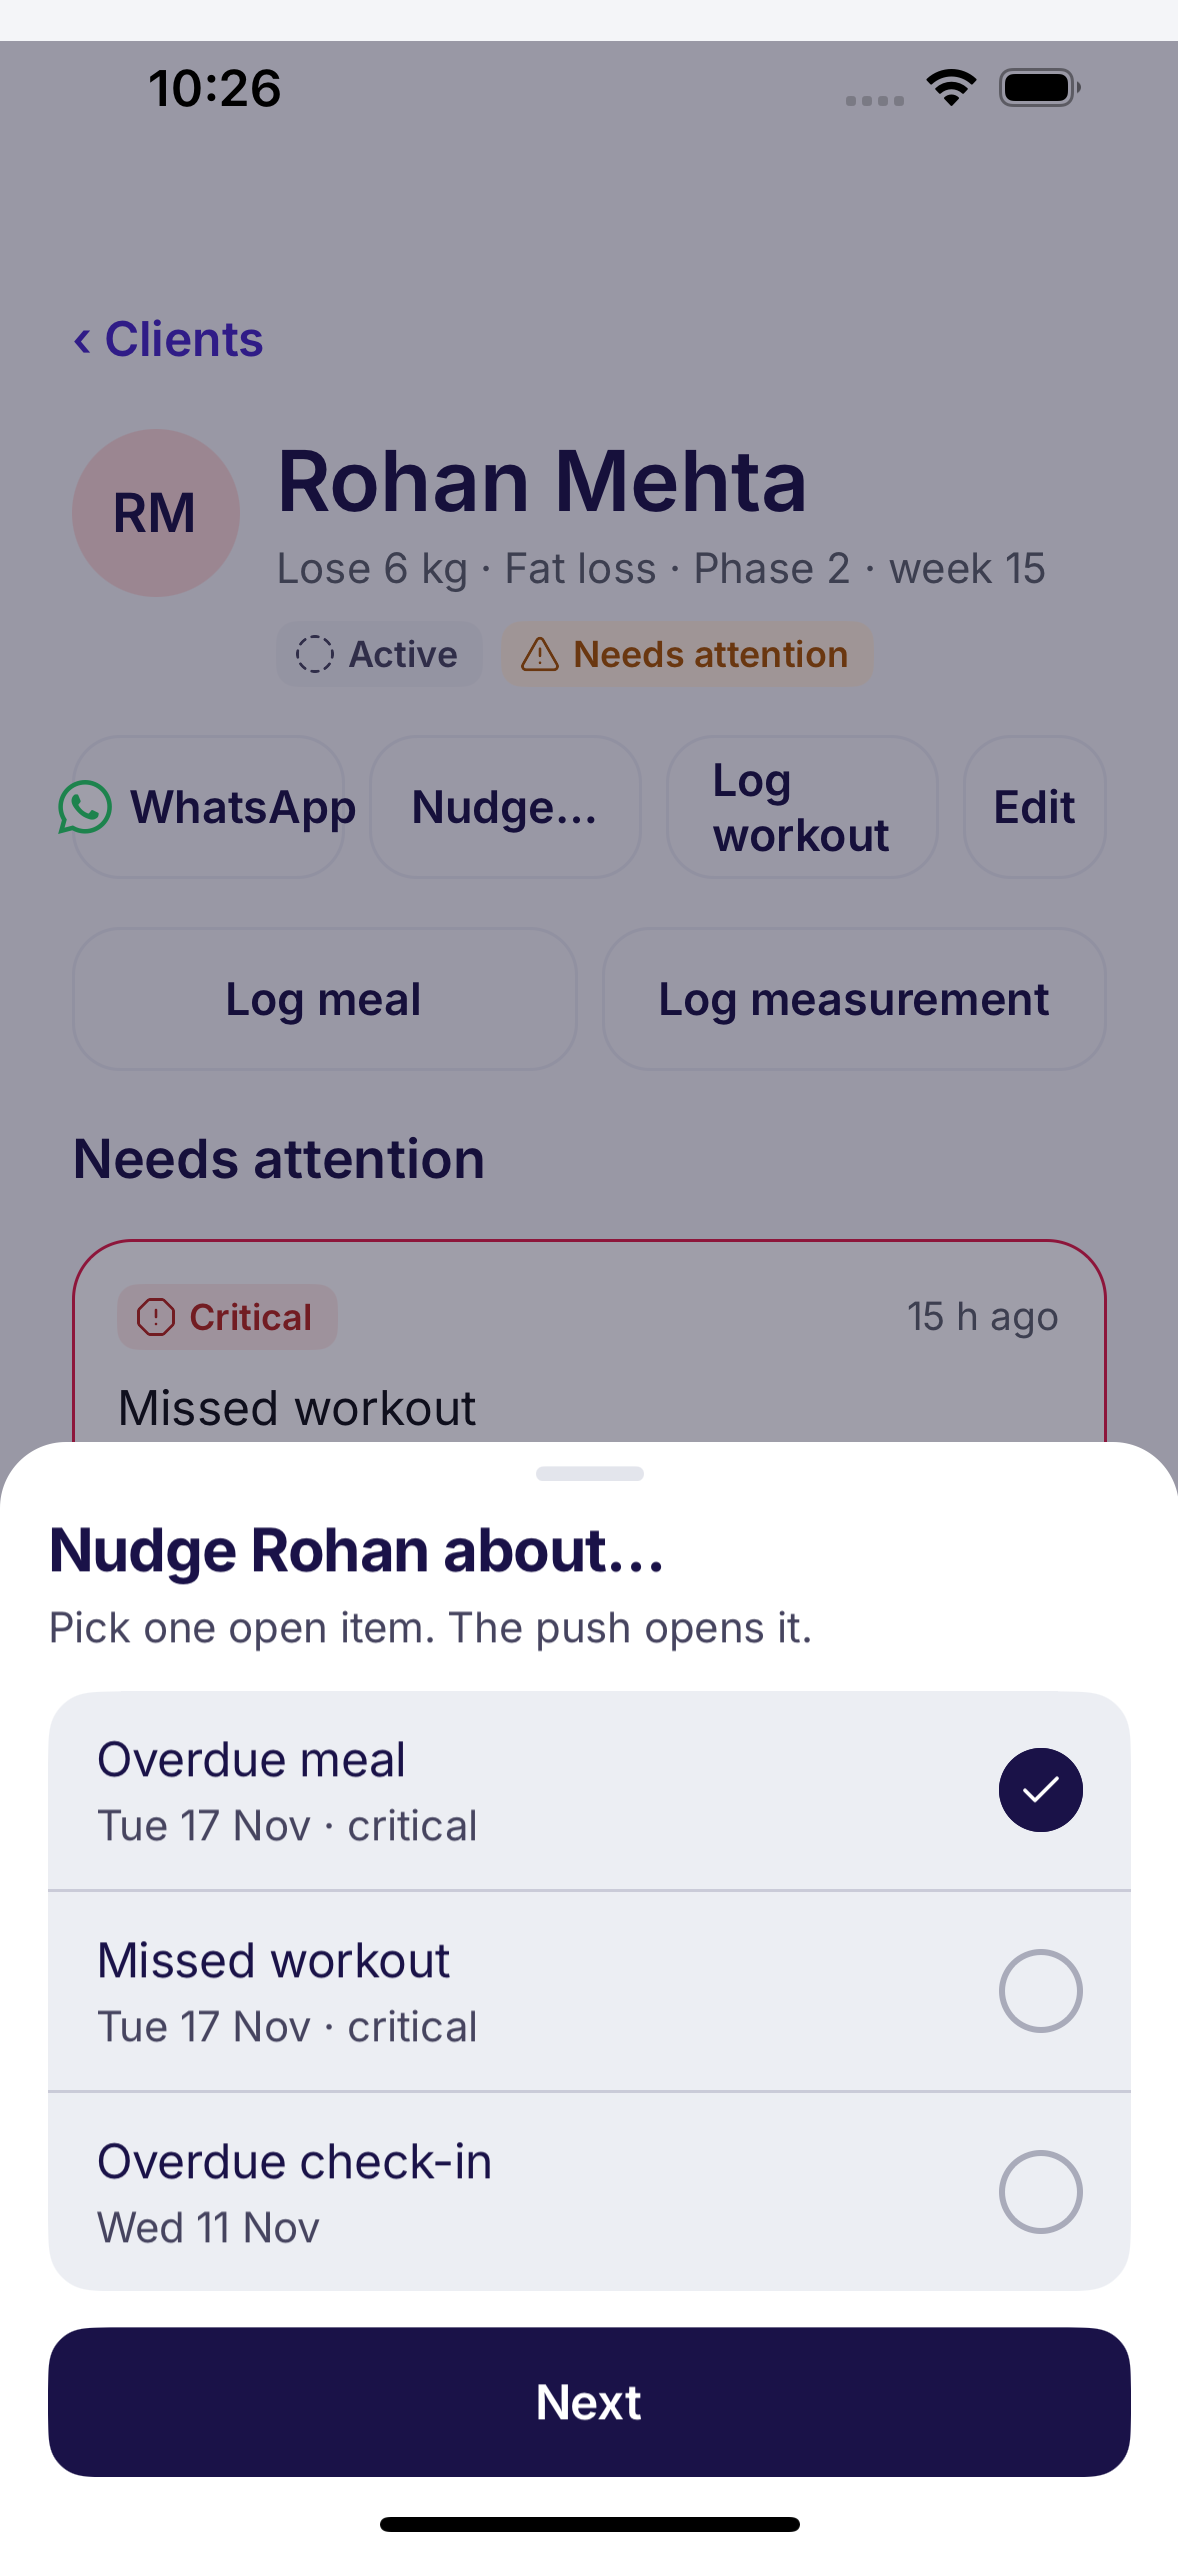 10:26
‹ Clients
RM
Rohan Mehta
Lose 6 kg · Fat loss · Phase 2 · week 15
Active
Needs attention
WhatsApp
Nudge...
Log
workout
Edit
Log meal
Log measurement
Needs attention
Critical
15 h ago
Missed workout
Nudge Rohan about...
Pick one open item. The push opens it.
Overdue meal
Tue 17 Nov · critical
Missed workout
Tue 17 Nov · critical
Overdue check-in
Wed 11 Nov
Next